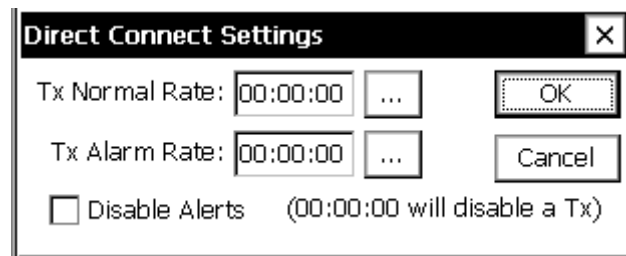 Direct Connect Settings
Tx Normal Rate: 00:00:00 ... OK
Tx Alarm Rate: 00:00:00 ... Cancel
Disable Alerts (00:00:00 will disable a Tx)